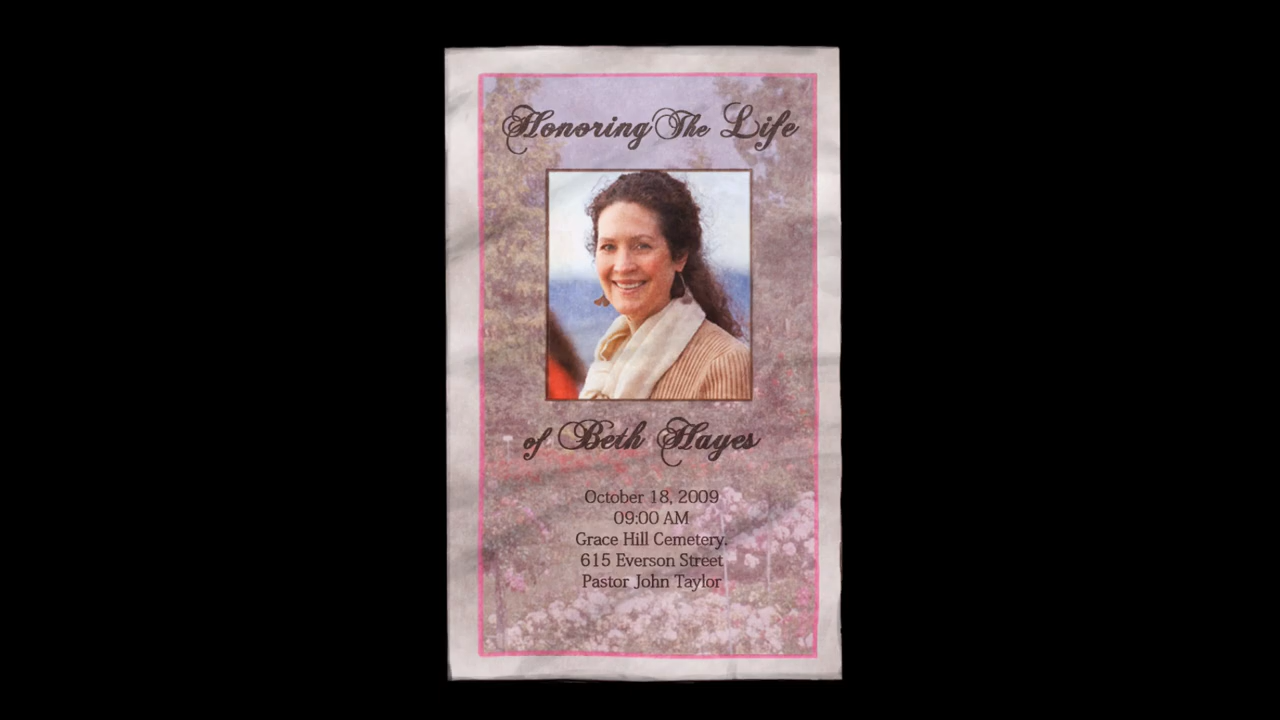 Honoring The Life
of Beth Hayes
October 18, 2009
09:00 AM
Grace Hill Cemetery,
615 Everson Street
Pastor John Taylor